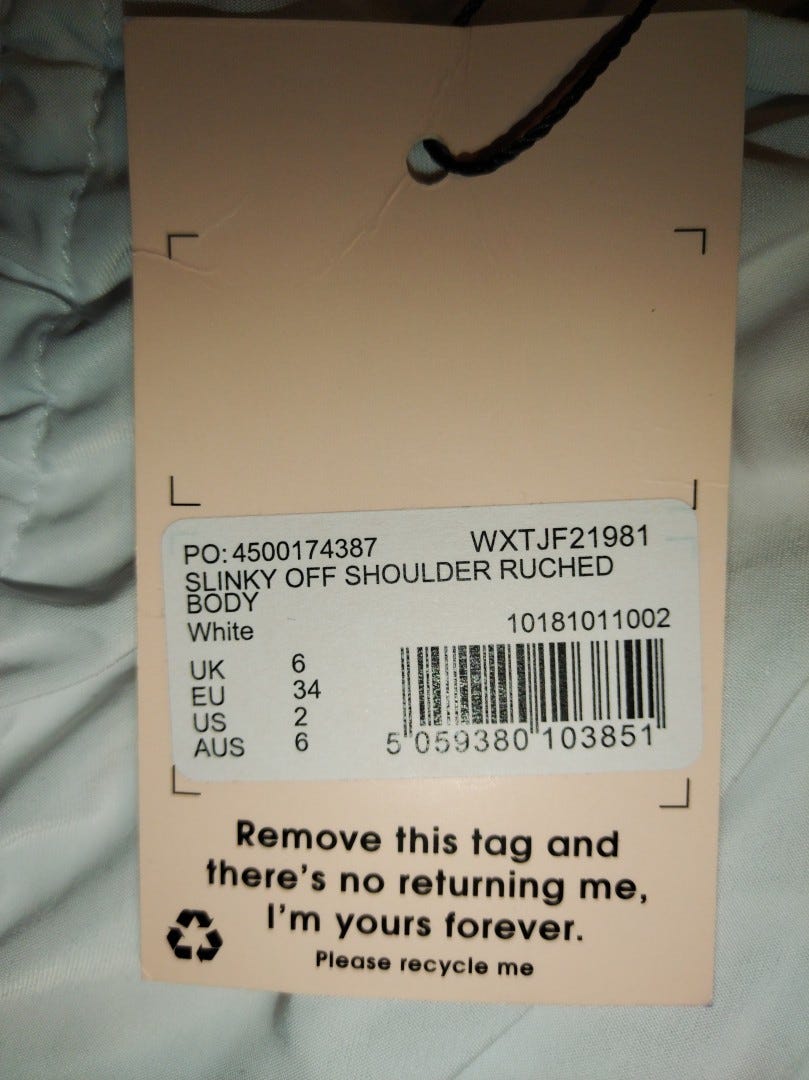 PO: 4500174387 WXTJF21981
SLINKY OFF SHOULDER RUCHED
BODY
White 10181011002
UK 6
EU 34
US 2
AUS 6
5 059380 103851
Remove this tag and
there's no returning me,
I'm yours forever.
Please recycle me